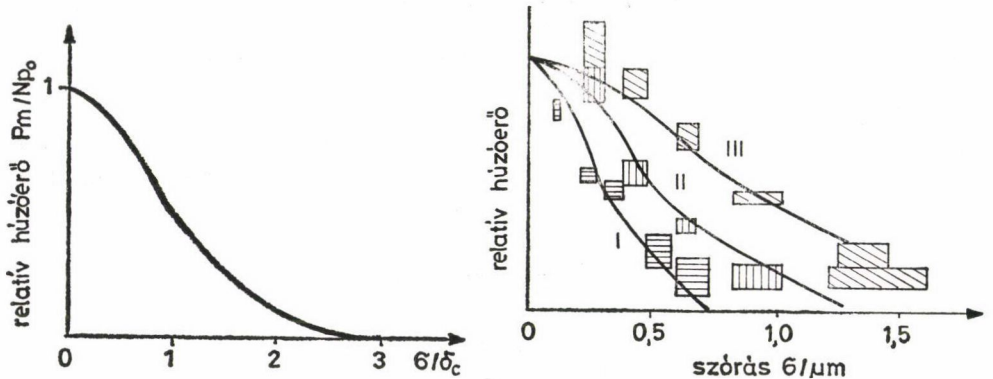 relatív húzóerő Pm/Np₀
1
0 1 2 3 б/δc
relatív húzóerő
I
II
III
0 0,5 1,0 1,5
szórás б/µm